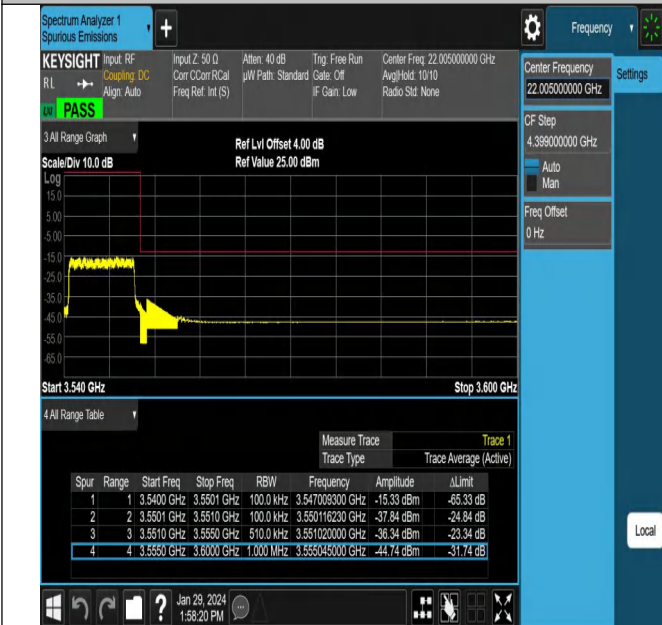 Spectrum Analyzer 1
Spurious Emissions
+
Frequency
KEYSIGHT Input: RF Input Z: 50 Ω Atten: 40 dB Trig: Free Run Center Freq: 22.005000000 GHz
RL Coupling: DC Corr CCorr RCal µW Path: Standard Gate: Off Avg|Hold: 10/10
Align: Auto Freq Ref: Int (S) IF Gain: Low Radio Std: None
PASS
Center Frequency
22.005000000 GHz
Settings
CF Step
4.399000000 GHz
Auto
Man
Freq Offset
0 Hz
3 All Range Graph
Ref Lvl Offset 4.00 dB
Scale/Div 10.0 dB Ref Value 25.00 dBm
Log
15.0
5.00
-5.00
-15.0
-25.0
-35.0
-45.0
-55.0
-65.0
Start 3.540 GHz Stop 3.600 GHz
4 All Range Table
Measure Trace Trace 1
Trace Type Trace Average (Active)
Spur Range Start Freq Stop Freq RBW Frequency Amplitude ΔLimit
1 1 3.5400 GHz 3.5501 GHz 100.0 kHz 3.547009300 GHz -15.33 dBm -65.33 dB
2 2 3.5501 GHz 3.5510 GHz 100.0 kHz 3.550116230 GHz -37.84 dBm -24.84 dB
3 3 3.5510 GHz 3.5550 GHz 510.0 kHz 3.551020000 GHz -36.34 dBm -23.34 dB
4 4 3.5550 GHz 3.6000 GHz 1.000 MHz 3.555045000 GHz -44.74 dBm -31.74 dB
Local
? Jan 29, 2024
1:58:20 PM